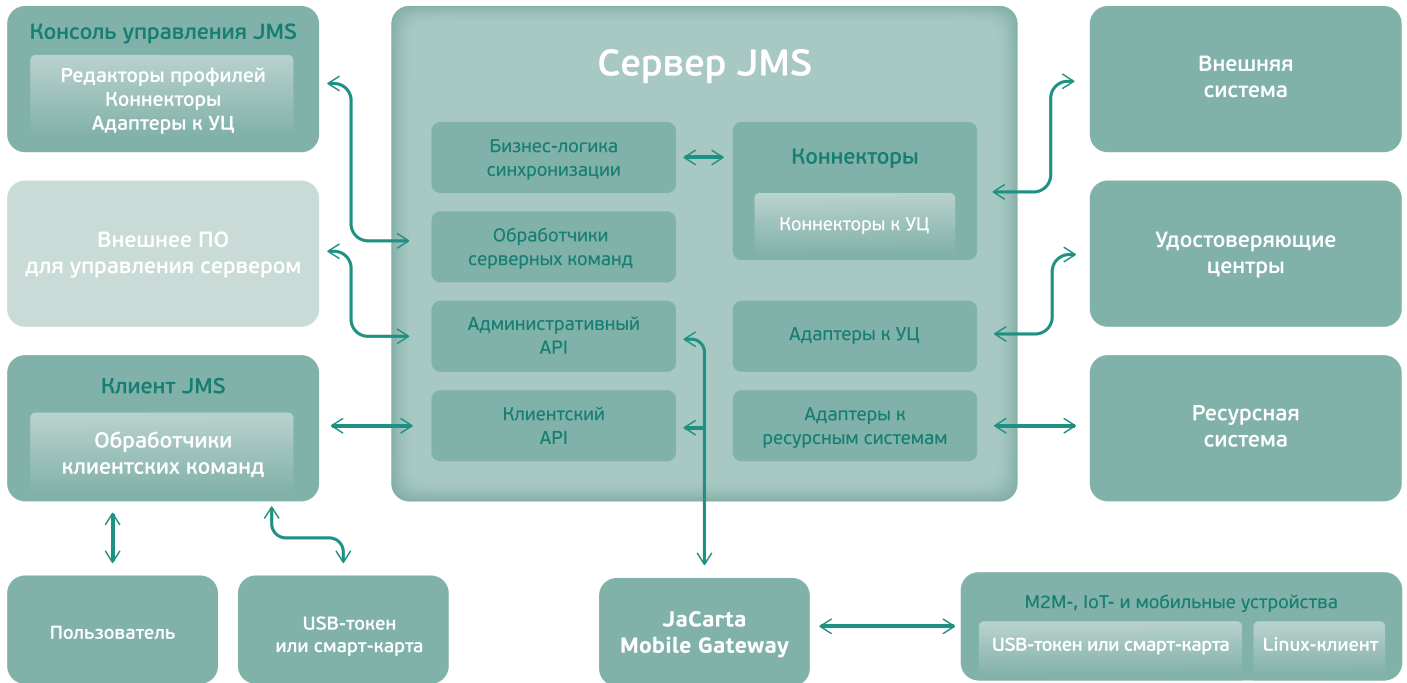 Консоль управления JMS
Редакторы профилей
Коннекторы
Адаптеры к УЦ
Внешнее ПО
для управления сервером
Клиент JMS
Обработчики
клиентских команд
Сервер JMS
Бизнес-логика
синхронизации
Обработчики
серверных команд
Административный
API
Клиентский
API
Коннекторы
Коннекторы к УЦ
Адаптеры к УЦ
Адаптеры к
ресурсным системам
Внешняя
система
Удостоверяющие
центры
Ресурсная
система
Пользователь
USB-токен
или смарт-карта
JaCarta
Mobile Gateway
M2M-, IoT- и мобильные устройства
USB-токен или смарт-карта
Linux-клиент